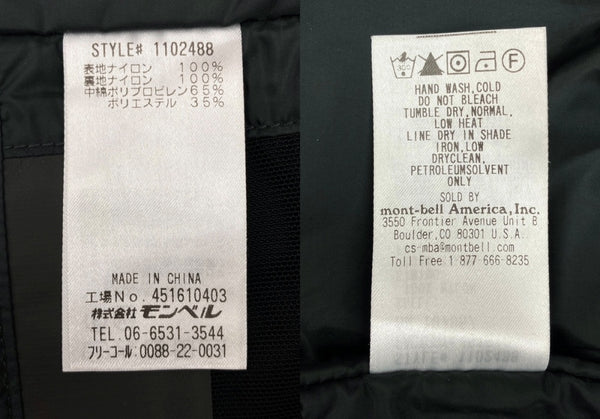 STYLE# 1102488
表地ナイロン 100%
裏地ナイロン 100%
中綿ポリプロピレン65%
ポリエステル 35%
MADE IN CHINA
工場No. 451610403
株式会社 モンベル
TEL. 06-6531-3544
フリーコール: 0088-22-0031
HAND WASH,COLD
DO NOT BLEACH
TUMBLE DRY,NORMAL,
LOW HEAT
LINE DRY IN SHADE
IRON,LOW
DRYCLEAN,
PETROLEUMSOLVENT
ONLY
SOLD BY
mont-bell America, Inc.
3550 Frontier Avenue Unit B
Boulder, CO 80301 U.S.A.
cs-mba@montbell.com
Toll Free 1 877 666 8235
STYLE# 1102488